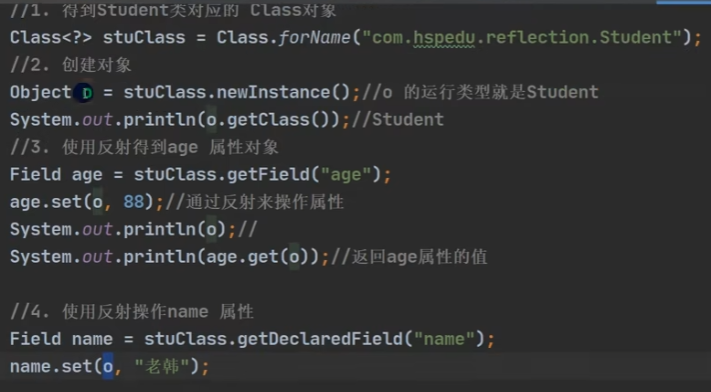 //1. 得到Student类对应的 Class对象
Class<?> stuClass = Class.forName("com.hspedu.reflection.Student");
//2. 创建对象
Object o = stuClass.newInstance();//o 的运行类型就是Student
System.out.println(o.getClass());//Student
//3. 使用反射得到age 属性对象
Field age = stuClass.getField("age");
age.set(o, 88);//通过反射来操作属性
System.out.println(o);//
System.out.println(age.get(o));//返回age属性的值
//4. 使用反射操作name 属性
Field name = stuClass.getDeclaredField("name");
name.set(o, "老韩");